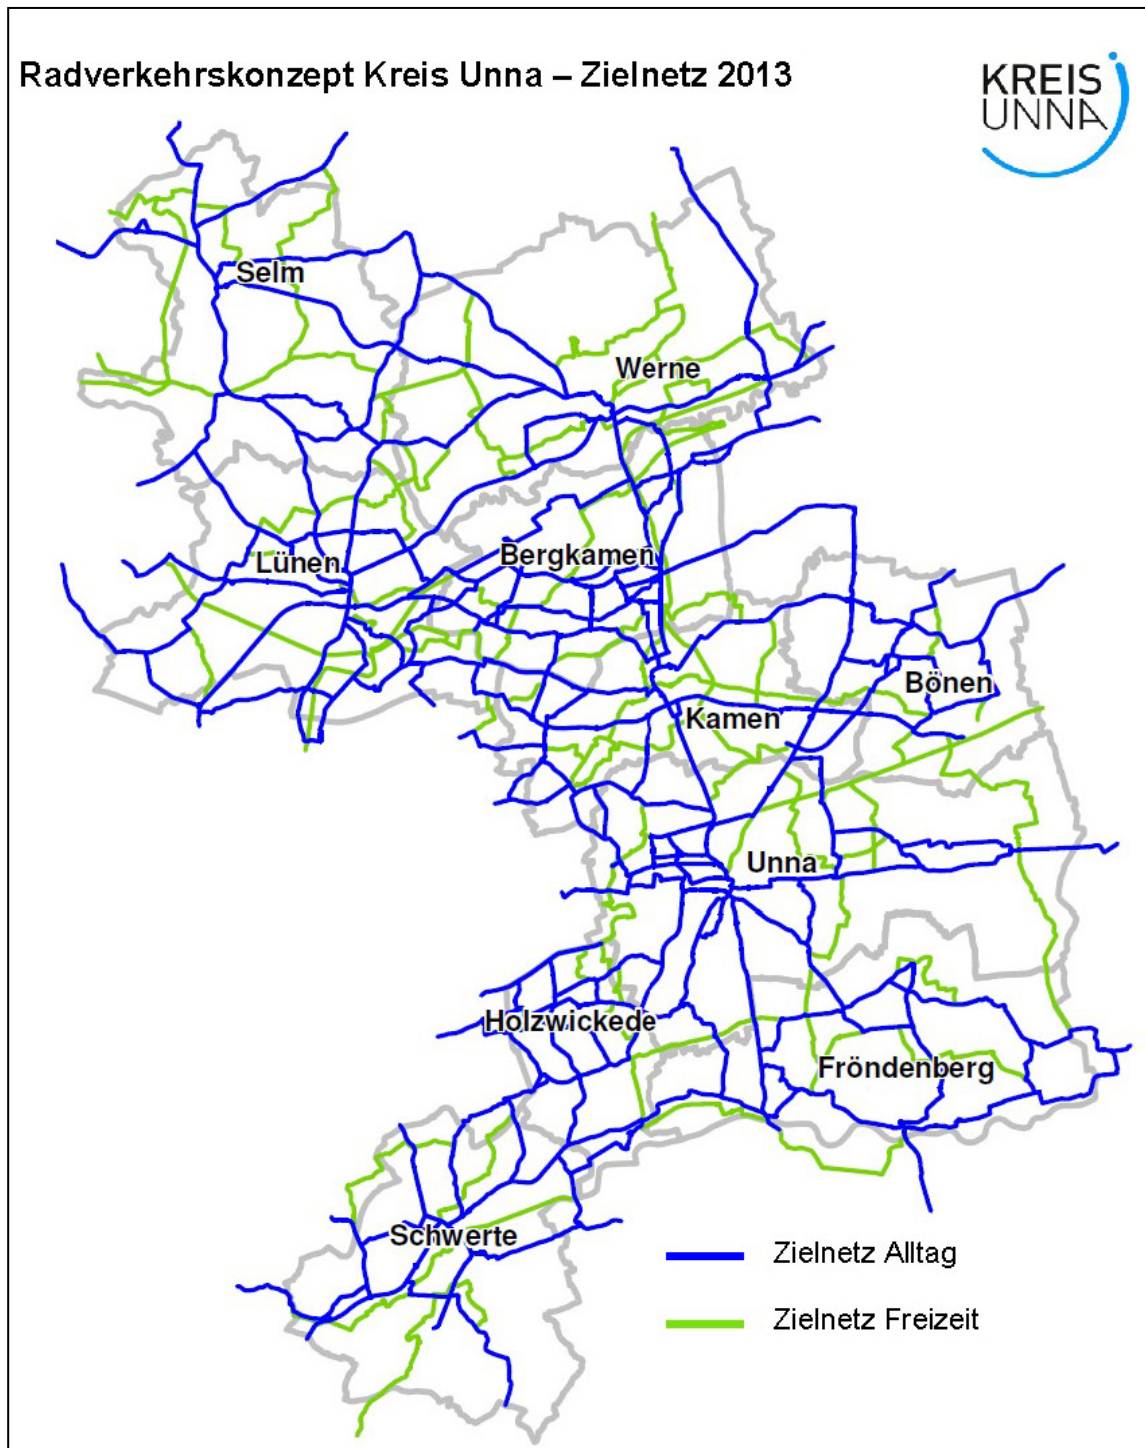 Radverkehrskonzept Kreis Unna – Zielnetz 2013
KREIS
UNNA
Selm
Werne
Lünen
Bergkamen
Bönen
Kamen
Unna
Holzwickede
Fröndenberg
Schwerte
Zielnetz Alltag
Zielnetz Freizeit